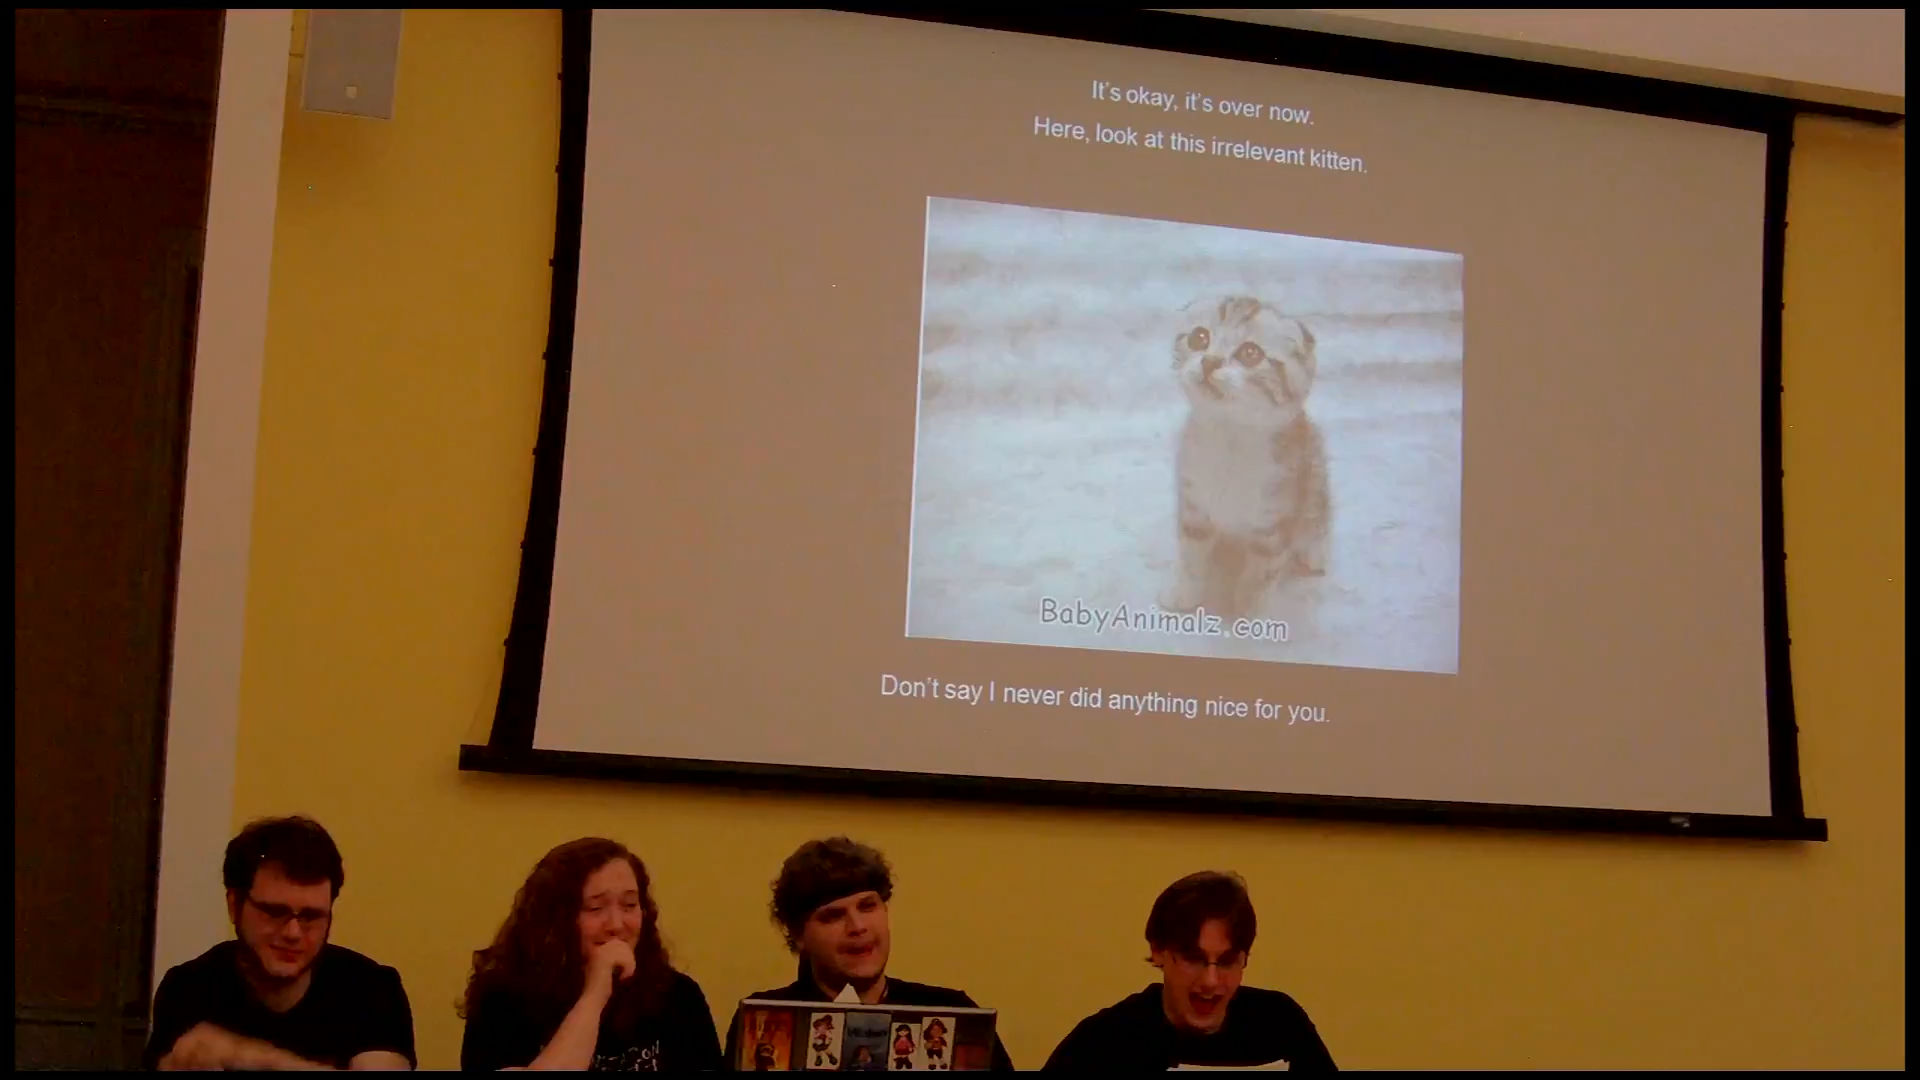 It's okay, it's over now.
Here, look at this irrelevant kitten.
BabyAnimalz.com
Don't say I never did anything nice for you.